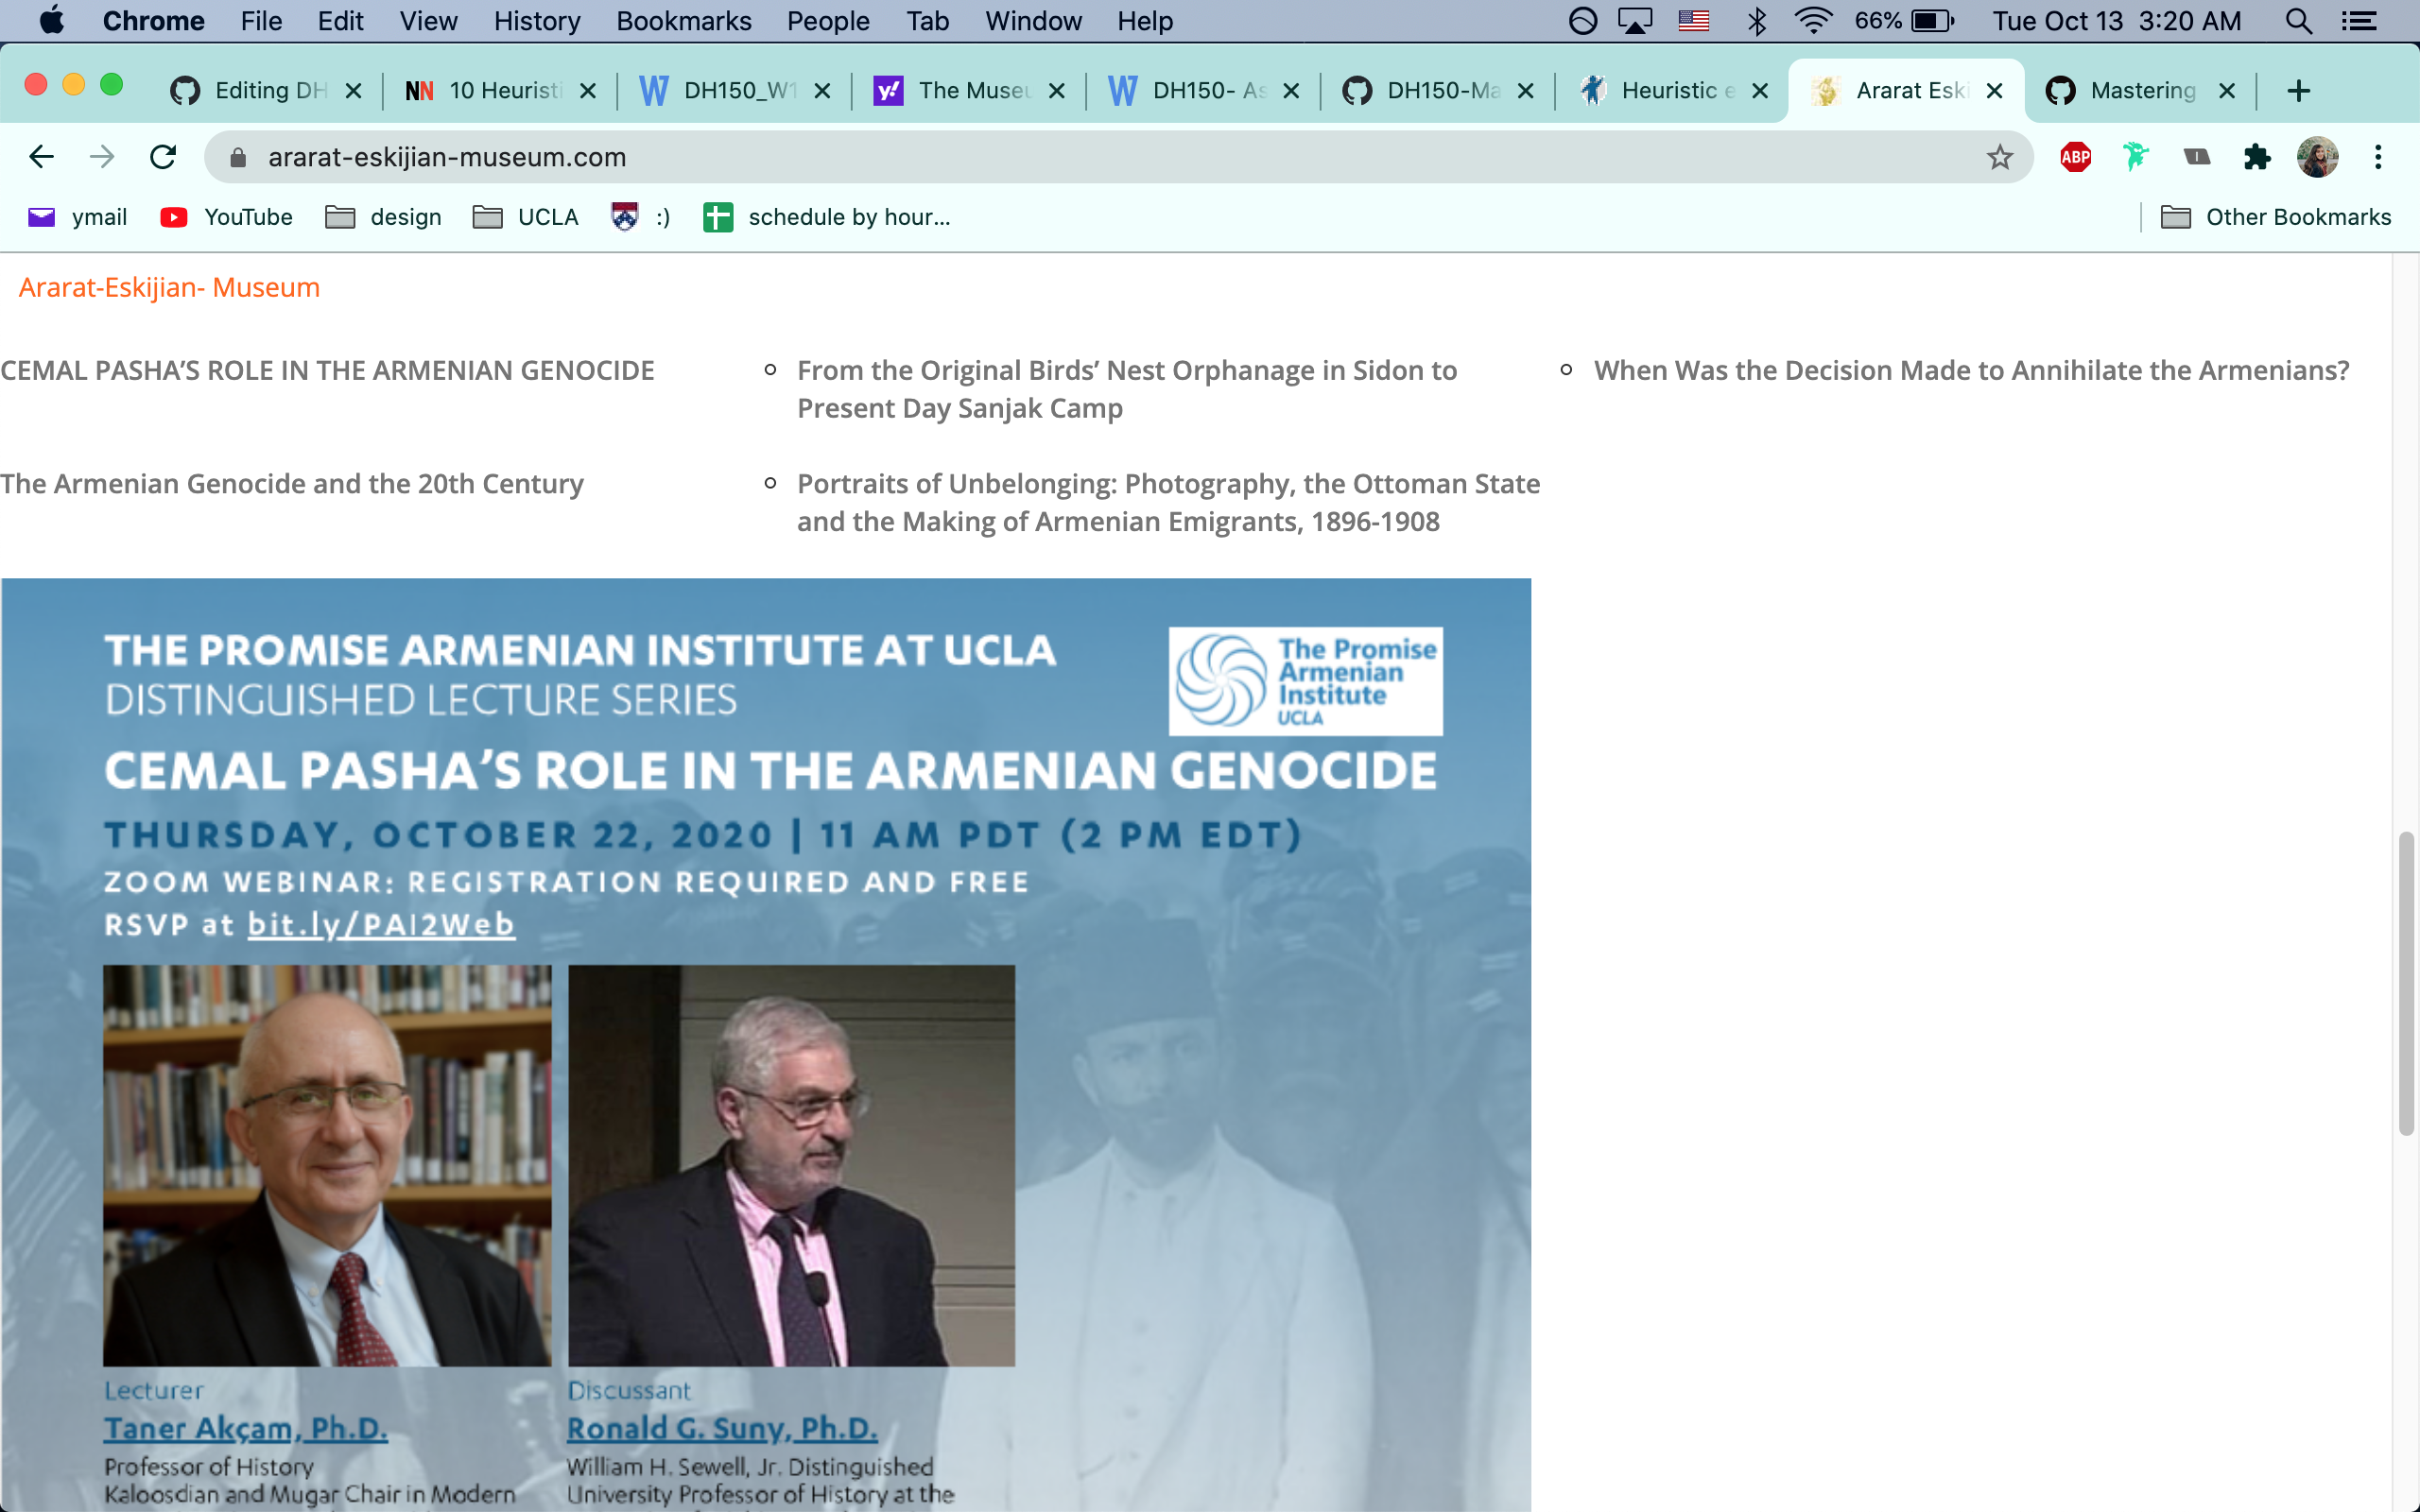 Chrome File Edit View History Bookmarks People Tab Window Help 66% Tue Oct 13 3:20 AM
Editing DH NN 10 Heuristi DH150_W1 y! The Museu DH150- As DH150-Ma Heuristic e Ararat Eski Mastering
ararat-eskijian-museum.com ABP
ymail YouTube design UCLA :) schedule by hour... Other Bookmarks
Ararat-Eskijian- Museum
CEMAL PASHA'S ROLE IN THE ARMENIAN GENOCIDE
From the Original Birds' Nest Orphanage in Sidon to
Present Day Sanjak Camp
When Was the Decision Made to Annihilate the Armenians?
The Armenian Genocide and the 20th Century
Portraits of Unbelonging: Photography, the Ottoman State
and the Making of Armenian Emigrants, 1896-1908
THE PROMISE ARMENIAN INSTITUTE AT UCLA
DISTINGUISHED LECTURE SERIES
The Promise
Armenian
Institute
UCLA
CEMAL PASHA'S ROLE IN THE ARMENIAN GENOCIDE
THURSDAY, OCTOBER 22, 2020 | 11 AM PDT (2 PM EDT)
ZOOM WEBINAR: REGISTRATION REQUIRED AND FREE
RSVP at bit.ly/PAI2Web
Lecturer
Taner Akçam, Ph.D.
Professor of History
Kaloosdian and Mugar Chair in Modern
Discussant
Ronald G. Suny, Ph.D.
William H. Sewell, Jr. Distinguished
University Professor of History at the